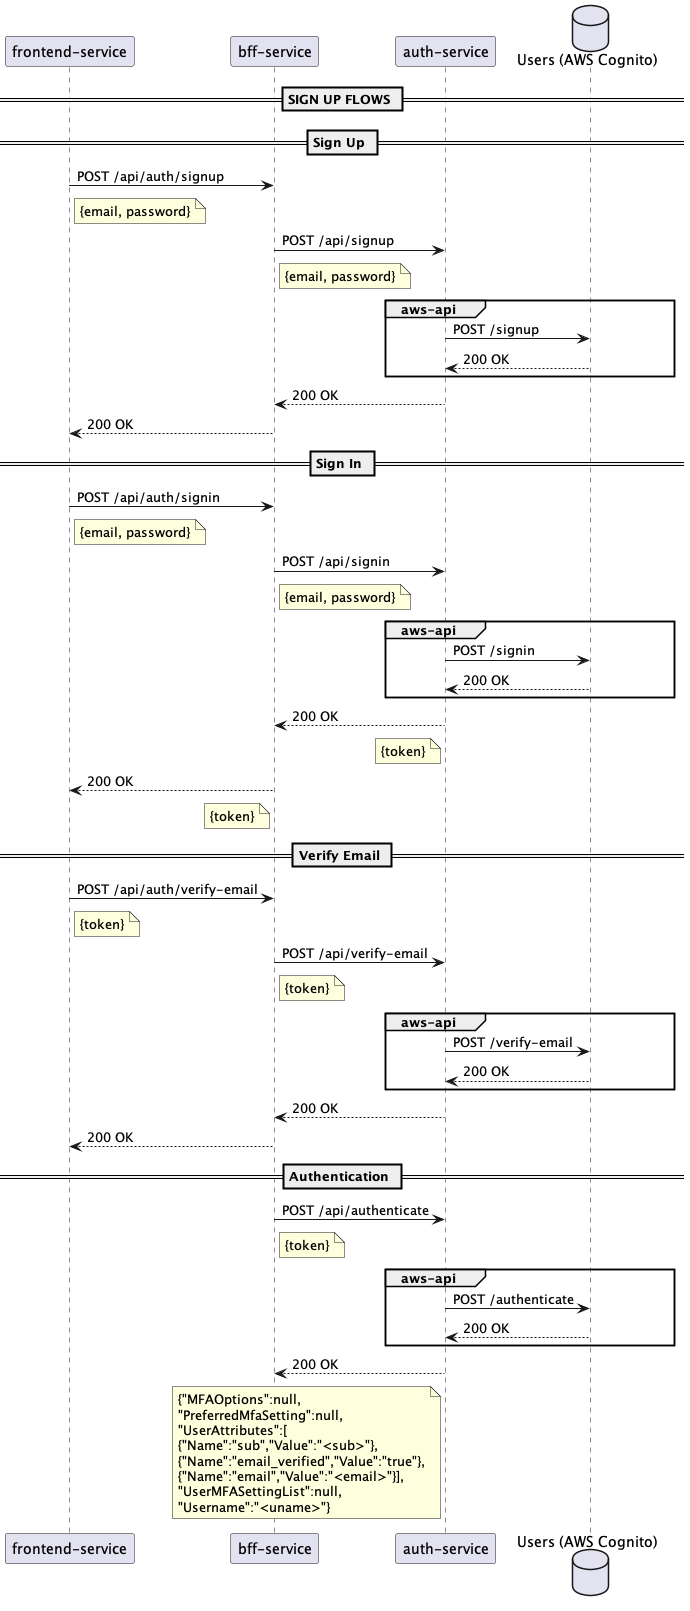 frontend-service
bff-service
auth-service
Users (AWS Cognito)
SIGN UP FLOWS
Sign Up
POST /api/auth/signup
{email, password}
POST /api/signup
{email, password}
aws-api
POST /signup
200 OK
200 OK
200 OK
Sign In
POST /api/auth/signin
{email, password}
POST /api/signin
{email, password}
aws-api
POST /signin
200 OK
200 OK
{token}
200 OK
{token}
Verify Email
POST /api/auth/verify-email
{token}
POST /api/verify-email
{token}
aws-api
POST /verify-email
200 OK
200 OK
200 OK
Authentication
POST /api/authenticate
{token}
aws-api
POST /authenticate
200 OK
200 OK
{"MFAOptions":null,
"PreferredMfaSetting":null,
"UserAttributes":[
{"Name":"sub","Value":"<sub>"},
{"Name":"email_verified","Value":"true"},
{"Name":"email","Value":"<email>"}],
"UserMFASettingList":null,
"Username":"<uname>"}
frontend-service
bff-service
auth-service
Users (AWS Cognito)